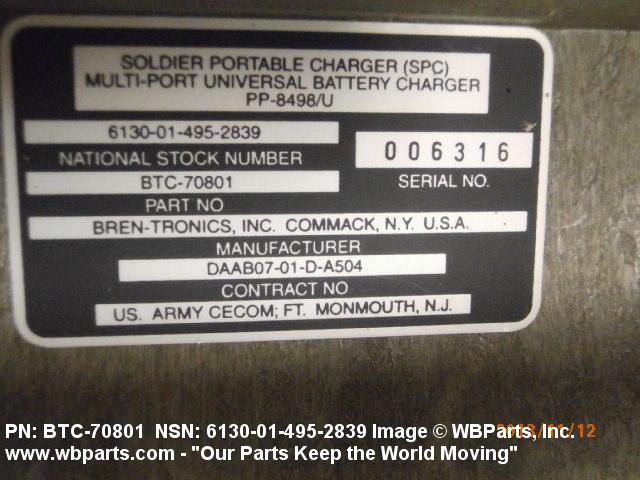 SOLDIER PORTABLE CHARGER (SPC)
MULTI-PORT UNIVERSAL BATTERY CHARGER
PP-8498/U
6130-01-495-2839
NATIONAL STOCK NUMBER
006316
SERIAL NO.
BTC-70801
PART NO
BREN-TRONICS, INC. COMMACK, N.Y. U.S.A.
MANUFACTURER
DAAB07-01-D-A504
CONTRACT NO
US. ARMY CECOM; FT. MONMOUTH, N.J.
PN: BTC-70801 NSN: 6130-01-495-2839 Image © WBParts, Inc.
www.wbparts.com - "Our Parts Keep the World Moving"